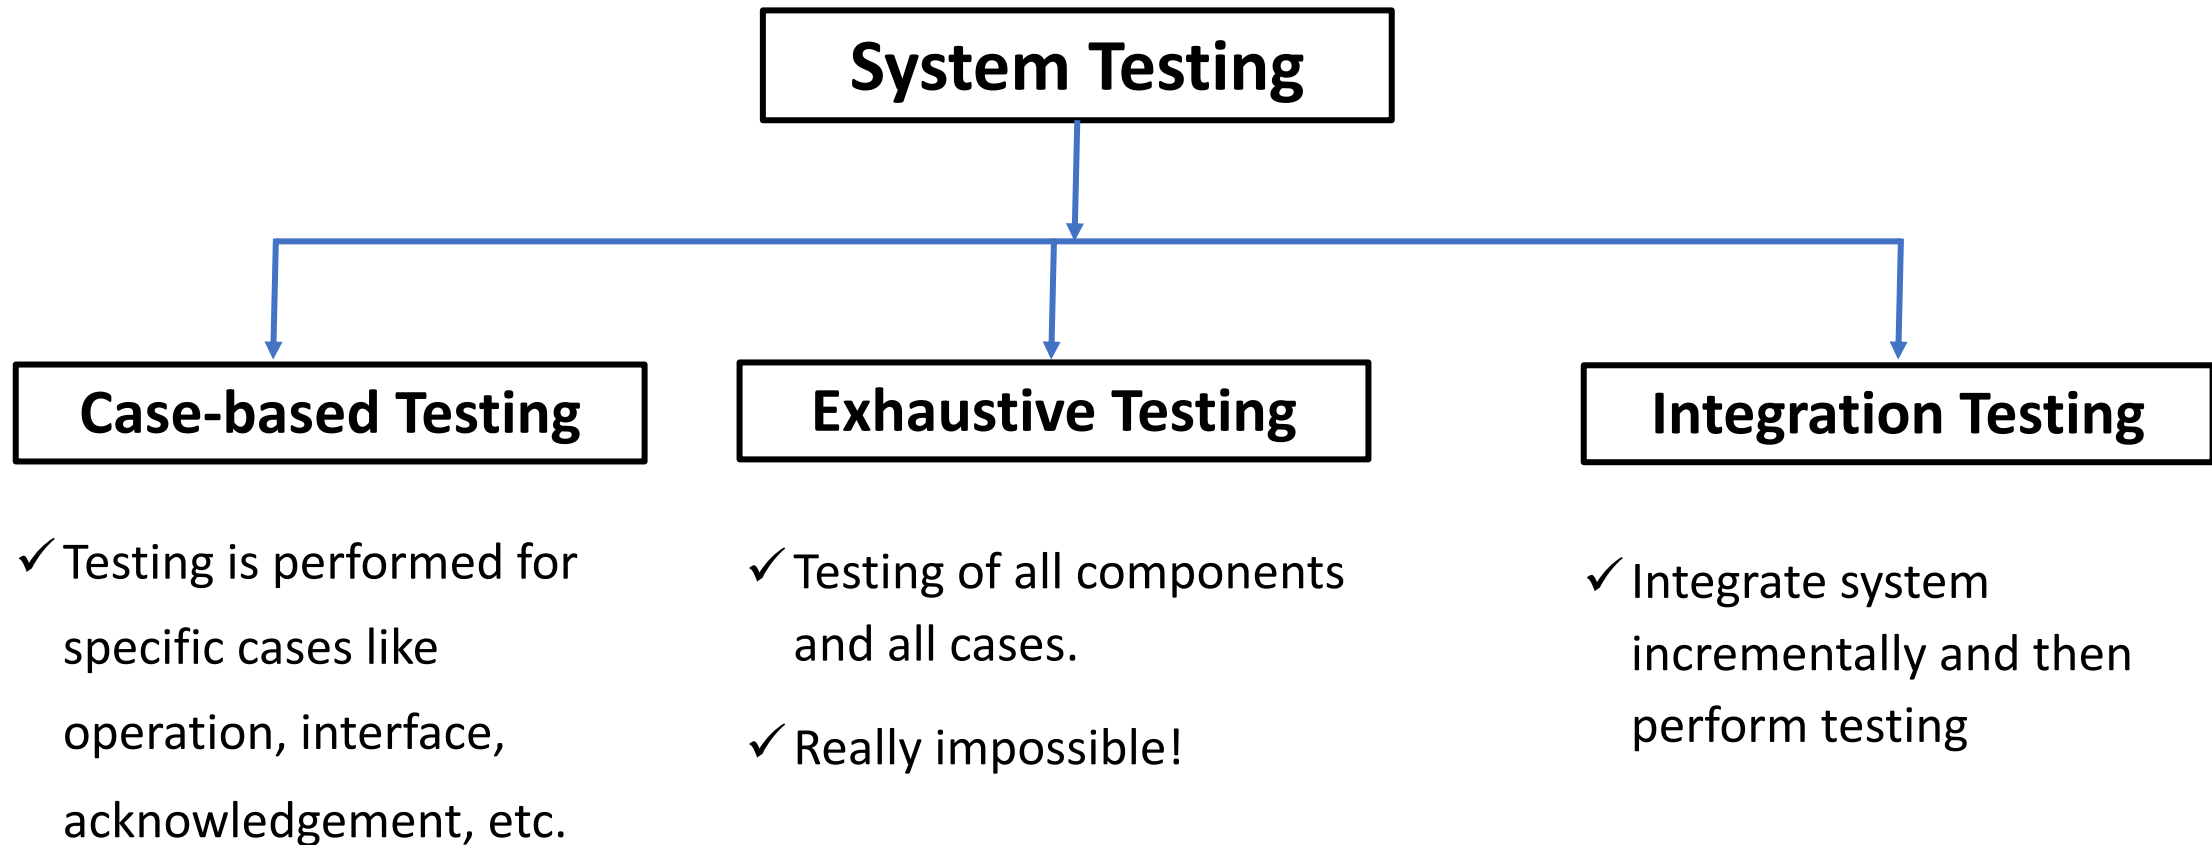 System Testing
Case-based Testing
Exhaustive Testing
Integration Testing
✓ Testing is performed for
specific cases like
operation, interface,
acknowledgement, etc.
✓ Testing of all components
and all cases.
✓ Really impossible!
✓ Integrate system
incrementally and then
perform testing